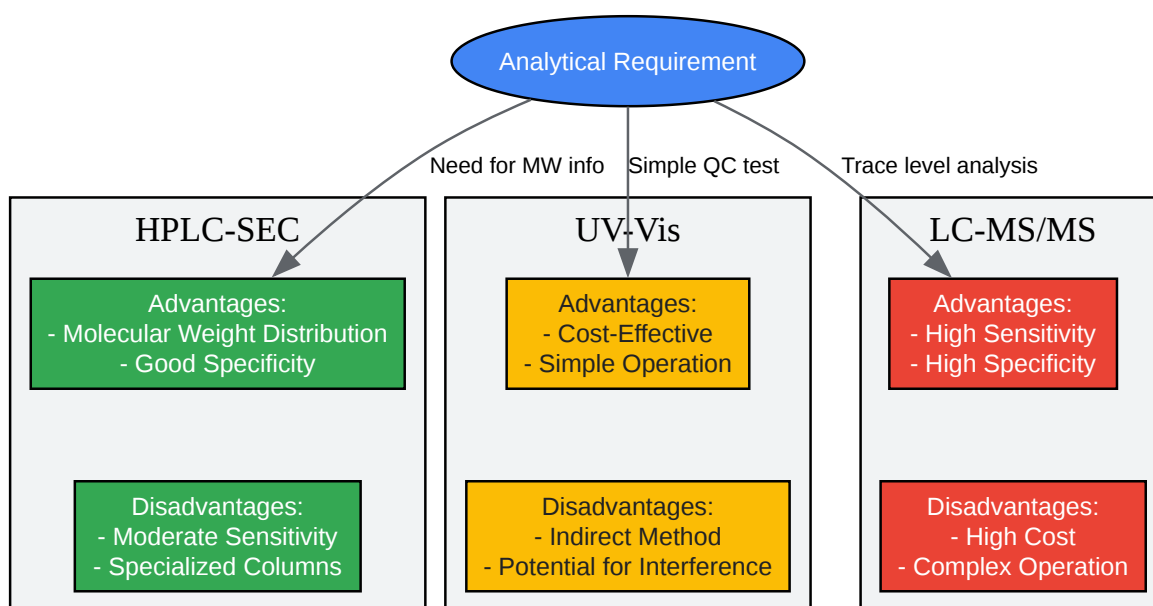 Analytical Requirement
Need for MW info
Simple QC test
Trace level analysis
HPLC-SEC
Advantages:
- Molecular Weight Distribution
- Good Specificity
Disadvantages:
- Moderate Sensitivity
- Specialized Columns
UV-Vis
Advantages:
- Cost-Effective
- Simple Operation
Disadvantages:
- Indirect Method
- Potential for Interference
LC-MS/MS
Advantages:
- High Sensitivity
- High Specificity
Disadvantages:
- High Cost
- Complex Operation